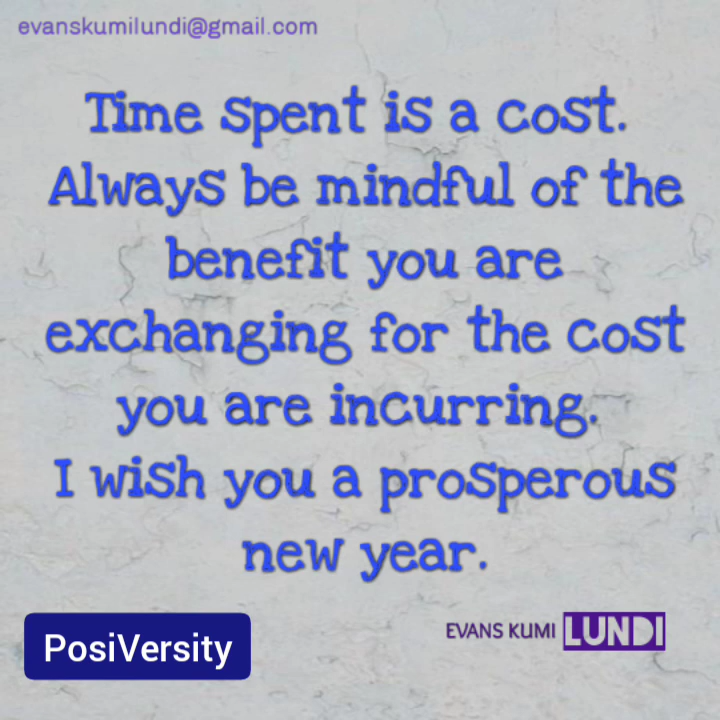 evanskumilundi@gmail.com
Time spent is a cost.
Always be mindful of the
benefit you are
exchanging for the cost
you are incurring.
I wish you a prosperous
new year.
EVANS KUMI LUNDI
PosiVersity